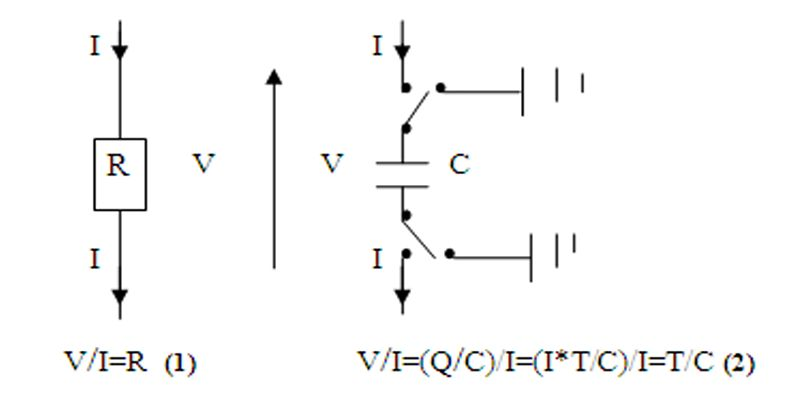 I I
R V V C
I I
V/I=R (1) V/I=(Q/C)/I=(I*T/C)/I=T/C (2)